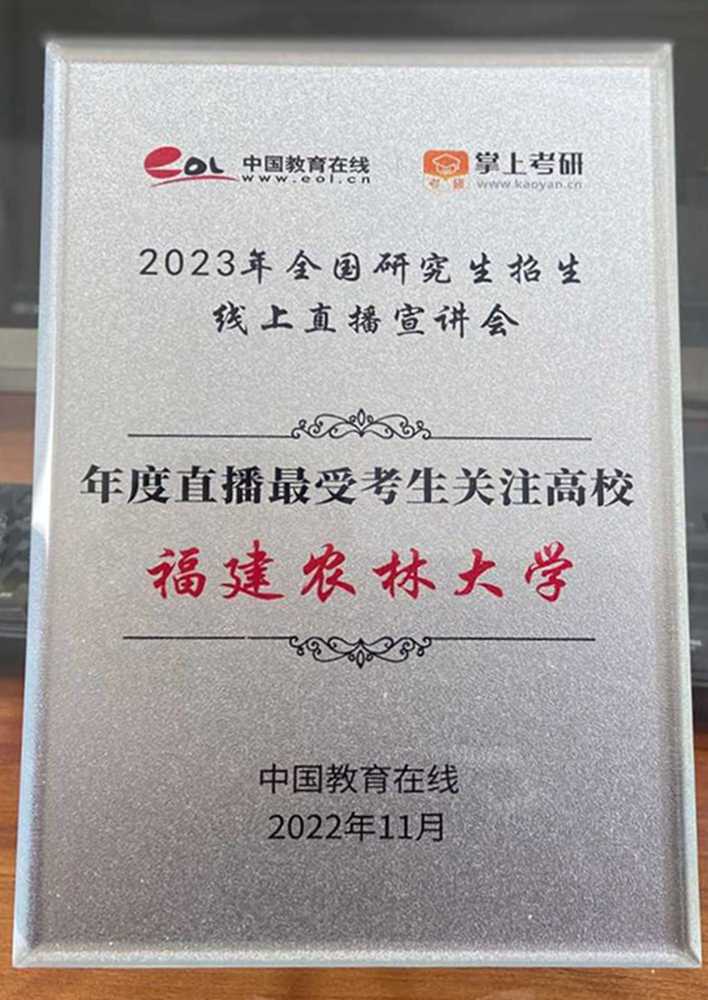 eOL 中国教育在线
www.eol.cn
考研 掌上考研
www.kaoyan.cn
2023年全国研究生招生
线上直播宣讲会
年度直播最受考生关注高校
福建农林大学
中国教育在线
2022年11月